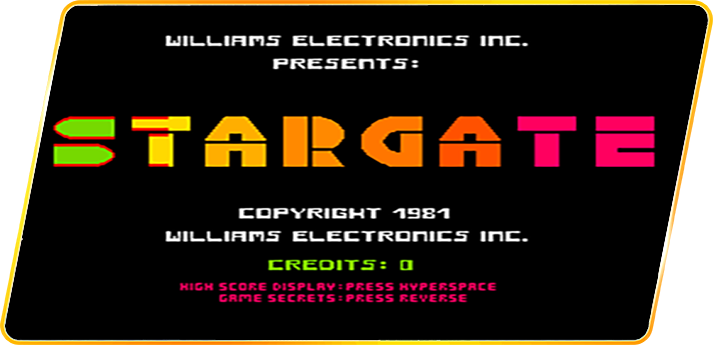 WILLIAMS ELECTRONICS INC.
PRESENTS:
STARGATE
COPYRIGHT 1981
WILLIAMS ELECTRONICS INC.
CREDITS: 0
HIGH SCORE DISPLAY:PRESS HYPERSPACE
GAME SECRETS:PRESS REVERSE